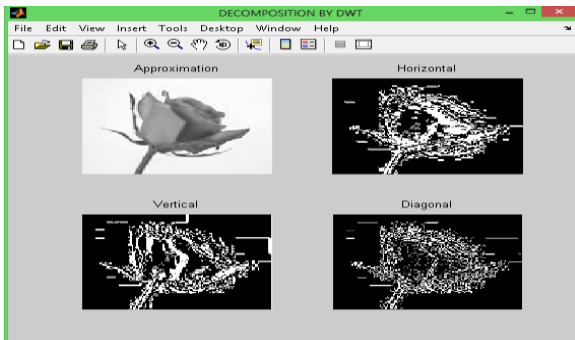 DECOMPOSITION BY DWT
File Edit View Insert Tools Desktop Window Help
Approximation Horizontal
Vertical Diagonal